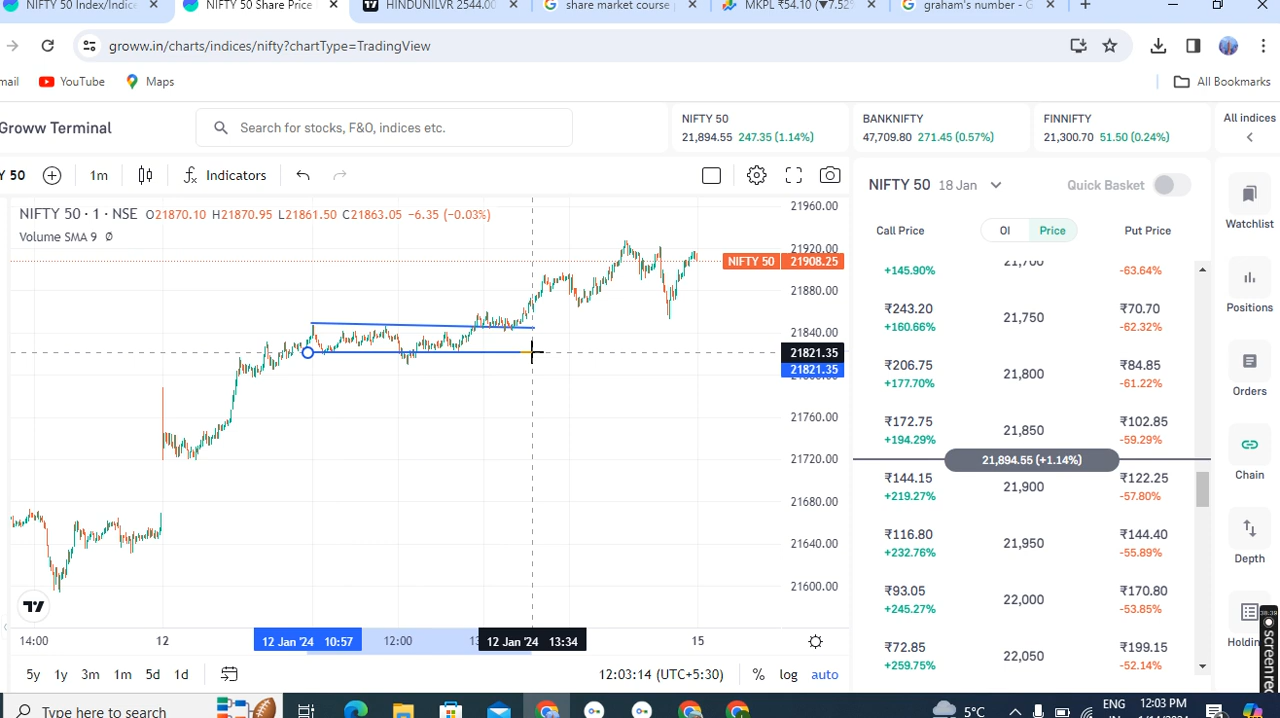 NIFTY 50 Index/Indic
NIFTY 50 Share Price
HINDUNILVR 2544.00
share market course
MKPL ₹54.10 (▼7.52%
graham's number - G
groww.in/charts/indices/nifty?chartType=TradingView
mail
YouTube
Maps
All Bookmarks
Groww Terminal
Search for stocks, F&O, indices etc.
NIFTY 50
21,894.55 247.35 (1.14%)
BANKNIFTY
47,709.80 271.45 (0.57%)
FINNIFTY
21,300.70 51.50 (0.24%)
All indices
Y 50
1m
Indicators
NIFTY 50 · 1 · NSE O21870.10 H21870.95 L21861.50 C21863.05 -6.35 (-0.03%)
Volume SMA 9 Ø
21960.00
21920.00
NIFTY 50 21908.25
21880.00
21840.00
21821.35
21821.35
21760.00
21720.00
21680.00
21640.00
21600.00
14:00
12
12 Jan '24 10:57
12:00
12 Jan '24 13:34
15
5y 1y 3m 1m 5d 1d
12:03:14 (UTC+5:30)
% log auto
NIFTY 50 18 Jan
Quick Basket
Call Price
OI Price
Put Price
21,700
+145.90% -63.64%
₹243.20 21,750 ₹70.70
+160.66% -62.32%
₹206.75 21,800 ₹84.85
+177.70% -61.22%
₹172.75 21,850 ₹102.85
+194.29% -59.29%
21,894.55 (+1.14%)
₹144.15 21,900 ₹122.25
+219.27% -57.80%
₹116.80 21,950 ₹144.40
+232.76% -55.89%
₹93.05 22,000 ₹170.80
+245.27% -53.85%
₹72.85 22,050 ₹199.15
+259.75% -52.14%
Watchlist
Positions
Orders
Chain
Depth
Holdin
screen rec
Type here to search
5°C
ENG
12:03 PM